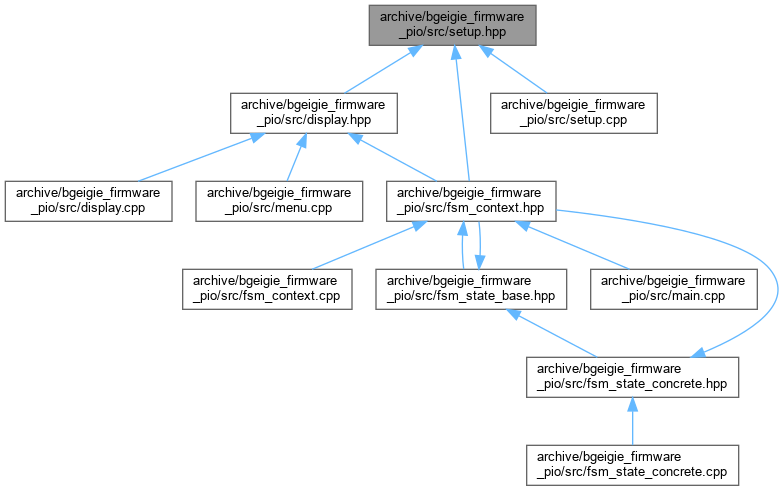 archive/bgeigie_firmware
_pio/src/setup.hpp
archive/bgeigie_firmware
_pio/src/display.hpp
archive/bgeigie_firmware
_pio/src/setup.cpp
archive/bgeigie_firmware
_pio/src/display.cpp
archive/bgeigie_firmware
_pio/src/menu.cpp
archive/bgeigie_firmware
_pio/src/fsm_context.hpp
archive/bgeigie_firmware
_pio/src/fsm_context.cpp
archive/bgeigie_firmware
_pio/src/fsm_state_base.hpp
archive/bgeigie_firmware
_pio/src/main.cpp
archive/bgeigie_firmware
_pio/src/fsm_state_concrete.hpp
archive/bgeigie_firmware
_pio/src/fsm_state_concrete.cpp